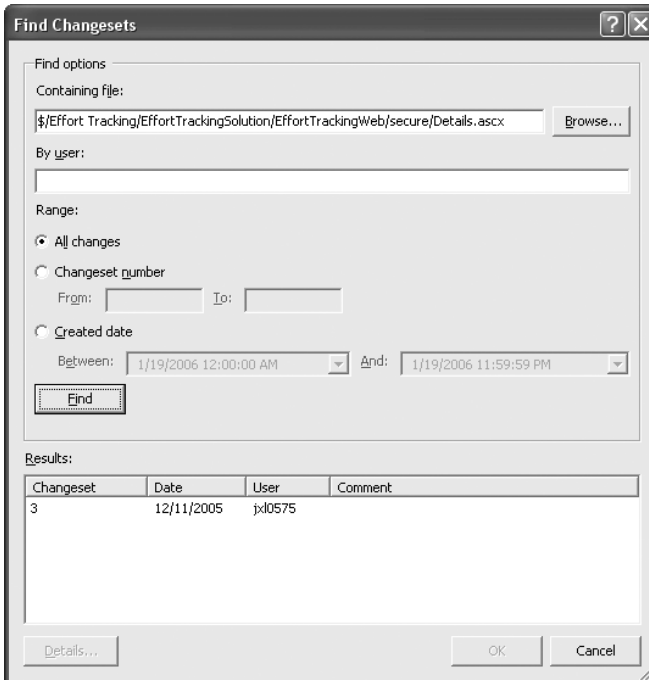 Find Changesets
Find options
Containing file:
$/Effort Tracking/EffortTrackingSolution/EffortTrackingWeb/secure/Details.ascx Browse...
By user:
Range:
All changes
Changeset number
From: To:
Created date
Between: 1/19/2006 12:00:00 AM And: 1/19/2006 11:59:59 PM
Find
Results:
Changeset Date User Comment
3 12/11/2005 jxl0575
Details... OK Cancel